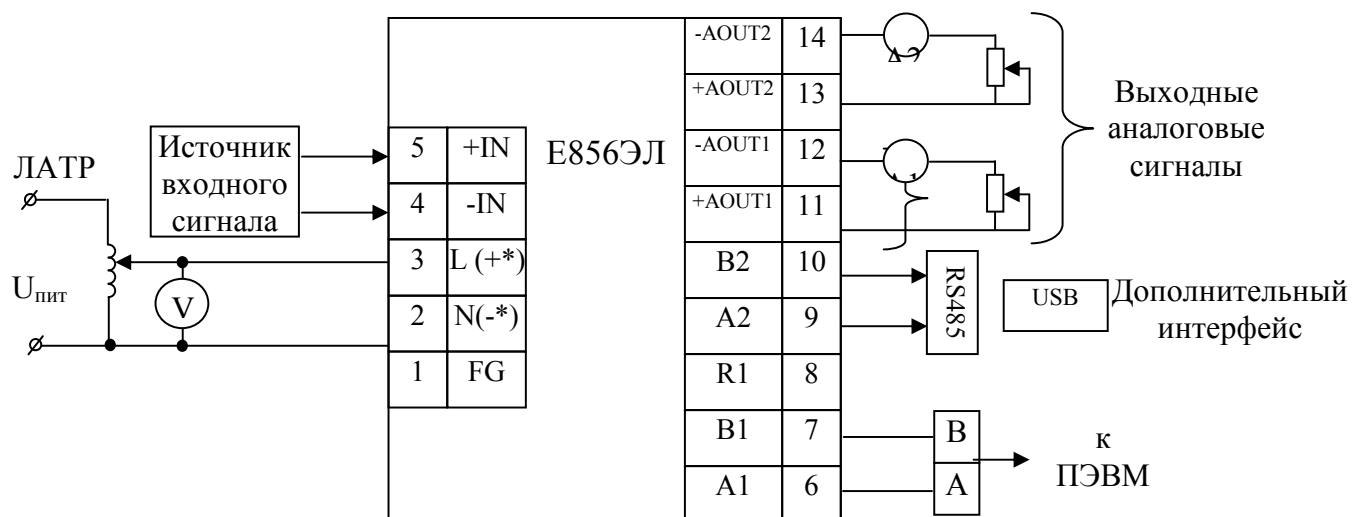 ЛАТР
Uпит
V
Источник
входного
сигнала
5 +IN
4 -IN
3 L (+*)
2 N(-*)
1 FG
Е856ЭЛ
-AOUT2 14
+AOUT2 13
-AOUT1 12
+AOUT1 11
B2 10
A2 9
R1 8
B1 7
A1 6
Выходные
аналоговые
сигналы
RS485
USB
Дополнительный
интерфейс
B
A
к
ПЭВМ